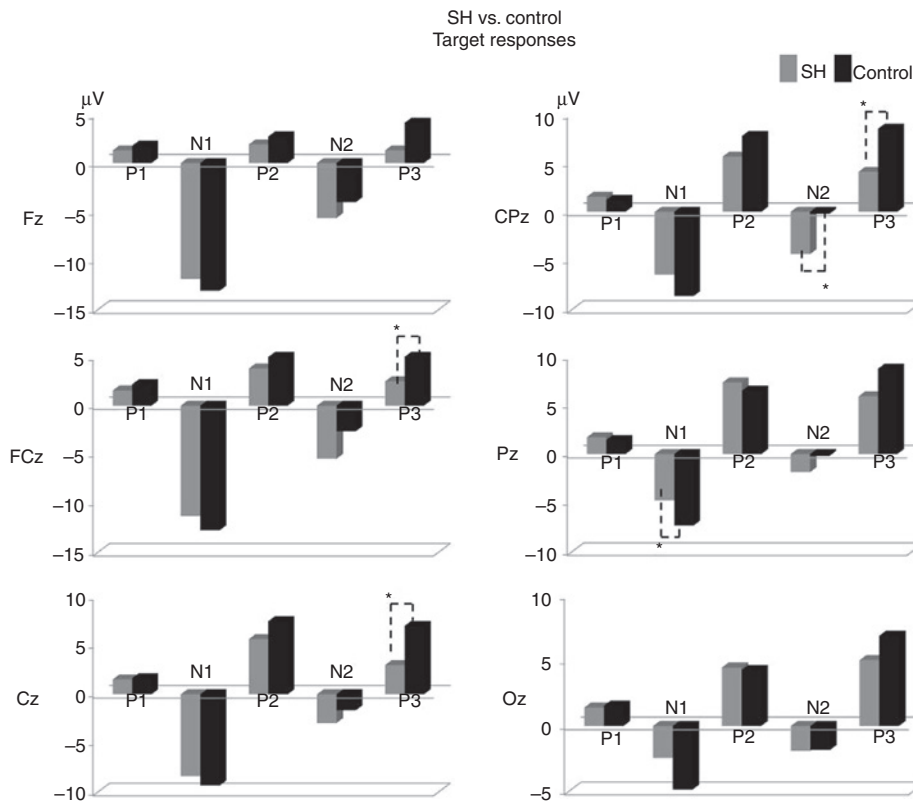 SH vs. control
Target responses
SH Control
μV
5
0
−5
−10
−15
Fz
P1 N1 P2 N2 P3
μV
10
5
0
−5
−10
CPz
P1 N1 P2 N2 P3
*
*
5
0
−5
−10
−15
FCz
P1 N1 P2 N2 P3
*
10
5
0
−5
−10
Pz
P1 N1 P2 N2 P3
*
10
5
0
−5
−10
Cz
P1 N1 P2 N2 P3
*
10
5
0
−5
Oz
P1 N1 P2 N2 P3